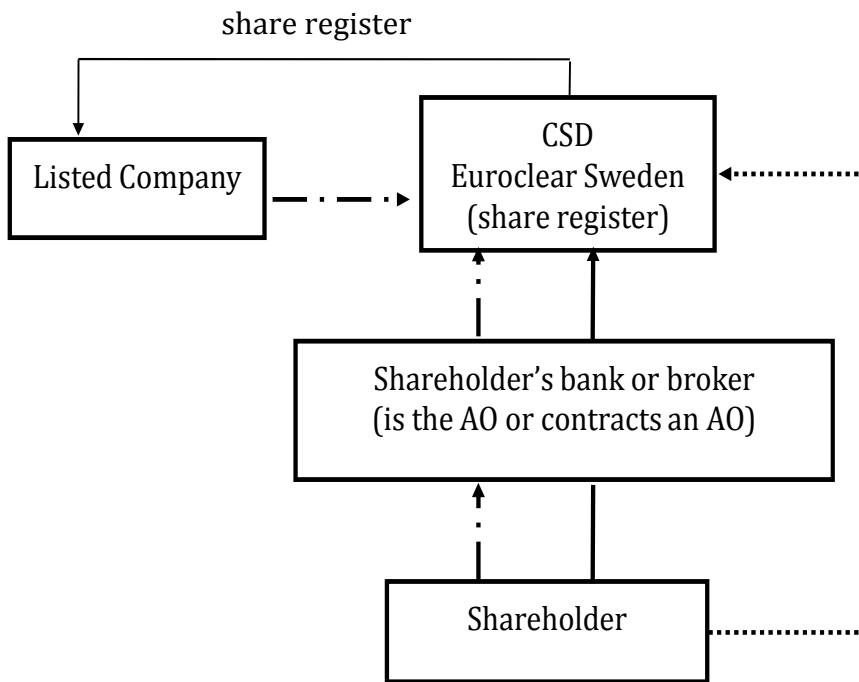 share register
Listed Company
CSD
Euroclear Sweden
(share register)
Shareholder’s bank or broker
(is the AO or contracts an AO)
Shareholder